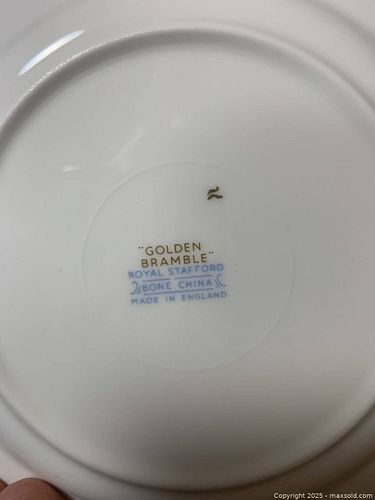 "GOLDEN
BRAMBLE"
ROYAL STAFFORD
BONE CHINA
MADE IN ENGLAND
Copyright 2025 - maxsold.com